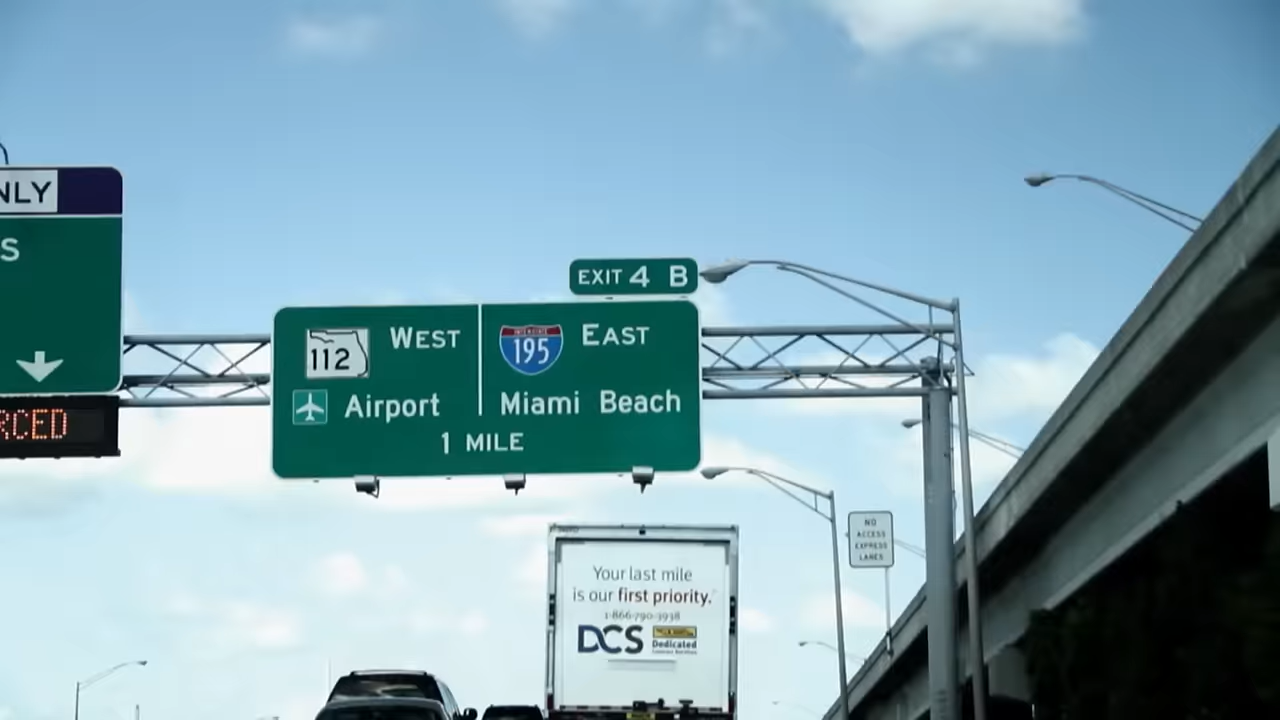 NLY
S
RCED
EXIT 4 B
112 WEST
Airport
INTERSTATE
195 EAST
Miami Beach
1 MILE
NO
ACCESS
EXPRESS
LANES
Your last mile
is our first priority.
1-866-790-3938
DCS
Dedicated